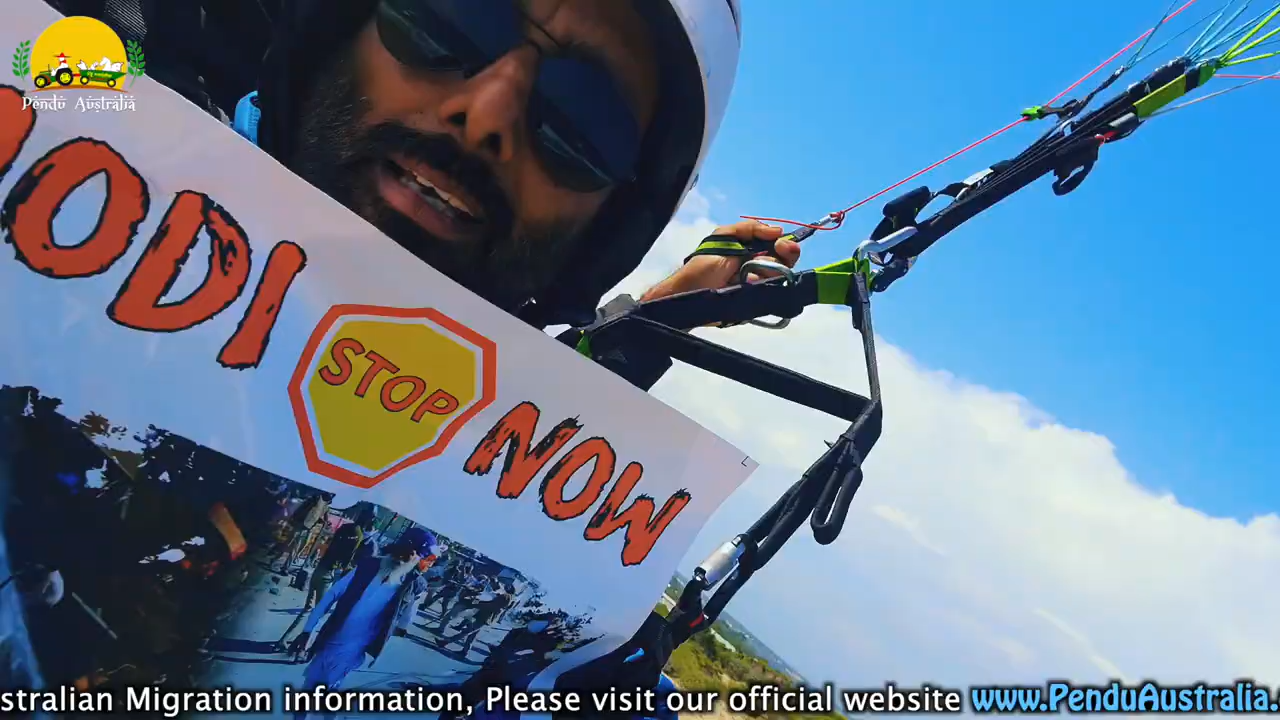 Pendu Australia
ODI
STOP
NOW
stralian Migration information, Please visit our official website www.PenduAustralia.